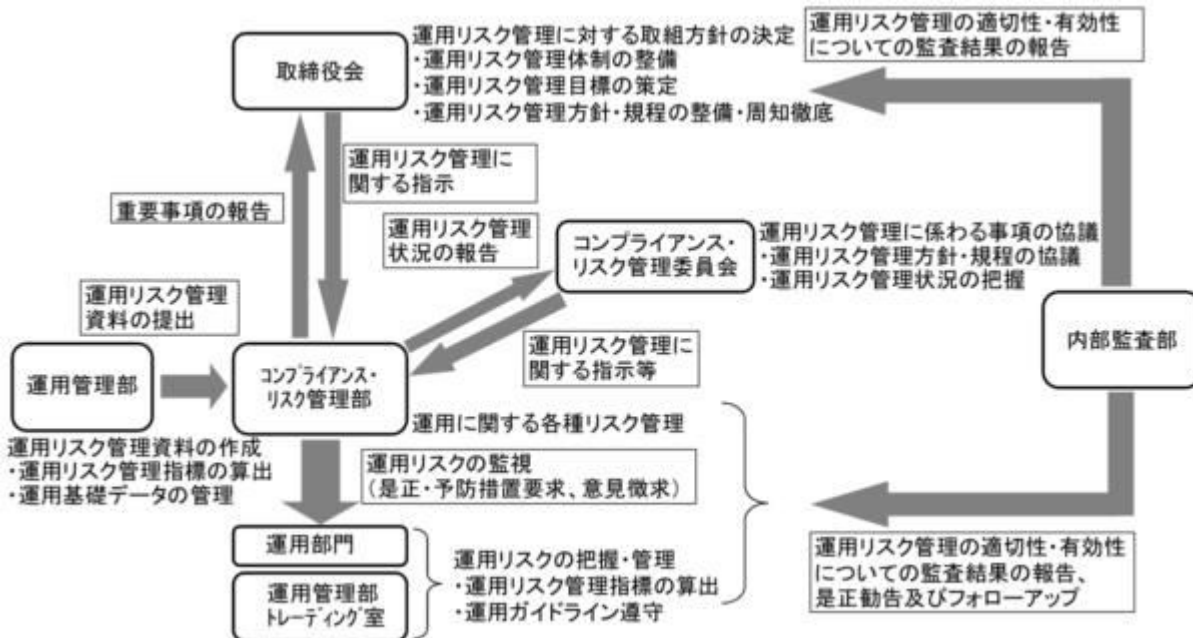 取締役会
運用リスク管理に対する取組方針の決定
・運用リスク管理体制の整備
・運用リスク管理目標の策定
・運用リスク管理方針・規程の整備・周知徹底
運用リスク管理の適切性・有効性
についての監査結果の報告
運用リスク管理に
関する指示
重要事項の報告
運用リスク管理
状況の報告
コンプライアンス・
リスク管理委員会
運用リスク管理に係わる事項の協議
・運用リスク管理方針・規程の協議
・運用リスク管理状況の把握
運用リスク管理
資料の提出
運用リスク管理に
関する指示等
内部監査部
運用管理部
コンプライアンス・
リスク管理部
運用に関する各種リスク管理
運用リスク管理資料の作成
・運用リスク管理指標の算出
・運用基礎データの管理
運用リスクの監視
(是正・予防措置要求、意見徴求)
運用部門
運用管理部
トレーディング室
運用リスクの把握・管理
・運用リスク管理指標の算出
・運用ガイドライン遵守
運用リスク管理の適切性・有効性
についての監査結果の報告、
是正勧告及びフォローアップ